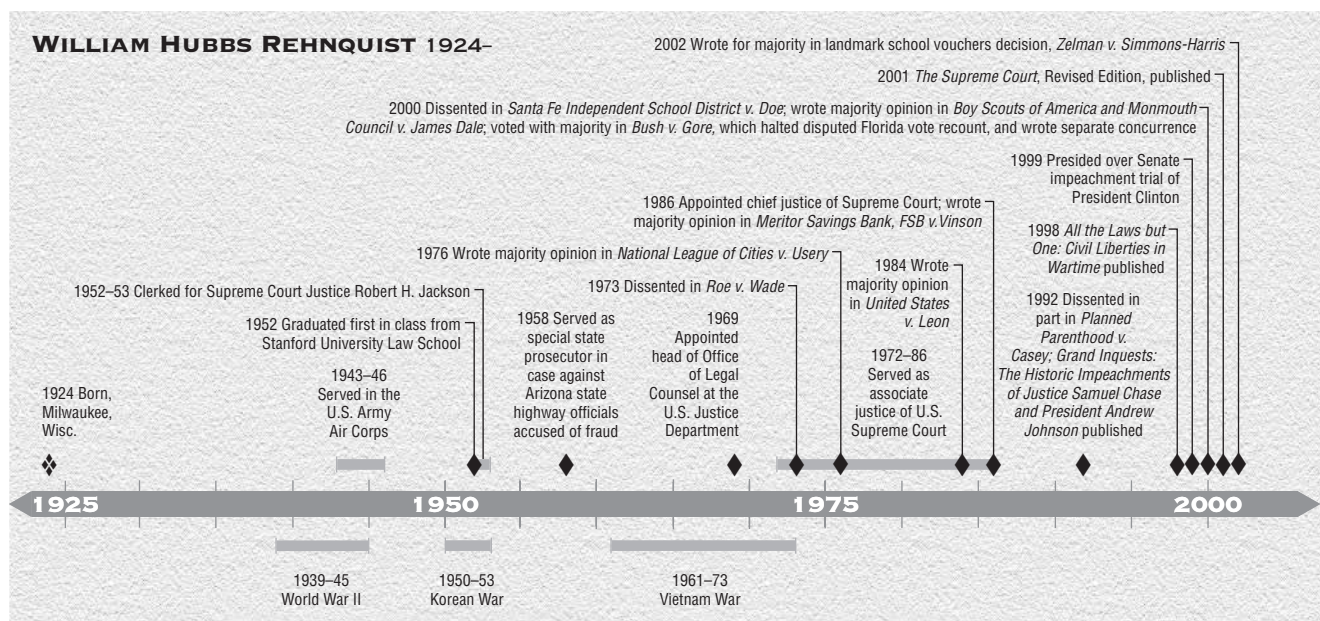 WILLIAM HUBBS REHNQUIST 1924–
2002 Wrote for majority in landmark school vouchers decision, Zelman v. Simmons-Harris
2001 The Supreme Court, Revised Edition, published
2000 Dissented in Santa Fe Independent School District v. Doe; wrote majority opinion in Boy Scouts of America and Monmouth
Council v. James Dale; voted with majority in Bush v. Gore, which halted disputed Florida vote recount, and wrote separate concurrence
1999 Presided over Senate
impeachment trial of
President Clinton
1986 Appointed chief justice of Supreme Court; wrote
majority opinion in Meritor Savings Bank, FSB v.Vinson
1998 All the Laws but
One: Civil Liberties in
Wartime published
1976 Wrote majority opinion in National League of Cities v. Usery
1984 Wrote
majority opinion
in United States
v. Leon
1973 Dissented in Roe v. Wade
1952–53 Clerked for Supreme Court Justice Robert H. Jackson
1992 Dissented in
part in Planned
Parenthood v.
Casey; Grand Inquests:
The Historic Impeachments
of Justice Samuel Chase
and President Andrew
Johnson published
1952 Graduated first in class from
Stanford University Law School
1958 Served as
special state
prosecutor in
case against
Arizona state
highway officials
accused of fraud
1969
Appointed
head of Office
of Legal
Counsel at the
U.S. Justice
Department
1972–86
Served as
associate
justice of U.S.
Supreme Court
1943–46
Served in the
U.S. Army
Air Corps
1924 Born,
Milwaukee,
Wisc.
1925 1950 1975 2000
1939–45
World War II
1950–53
Korean War
1961–73
Vietnam War